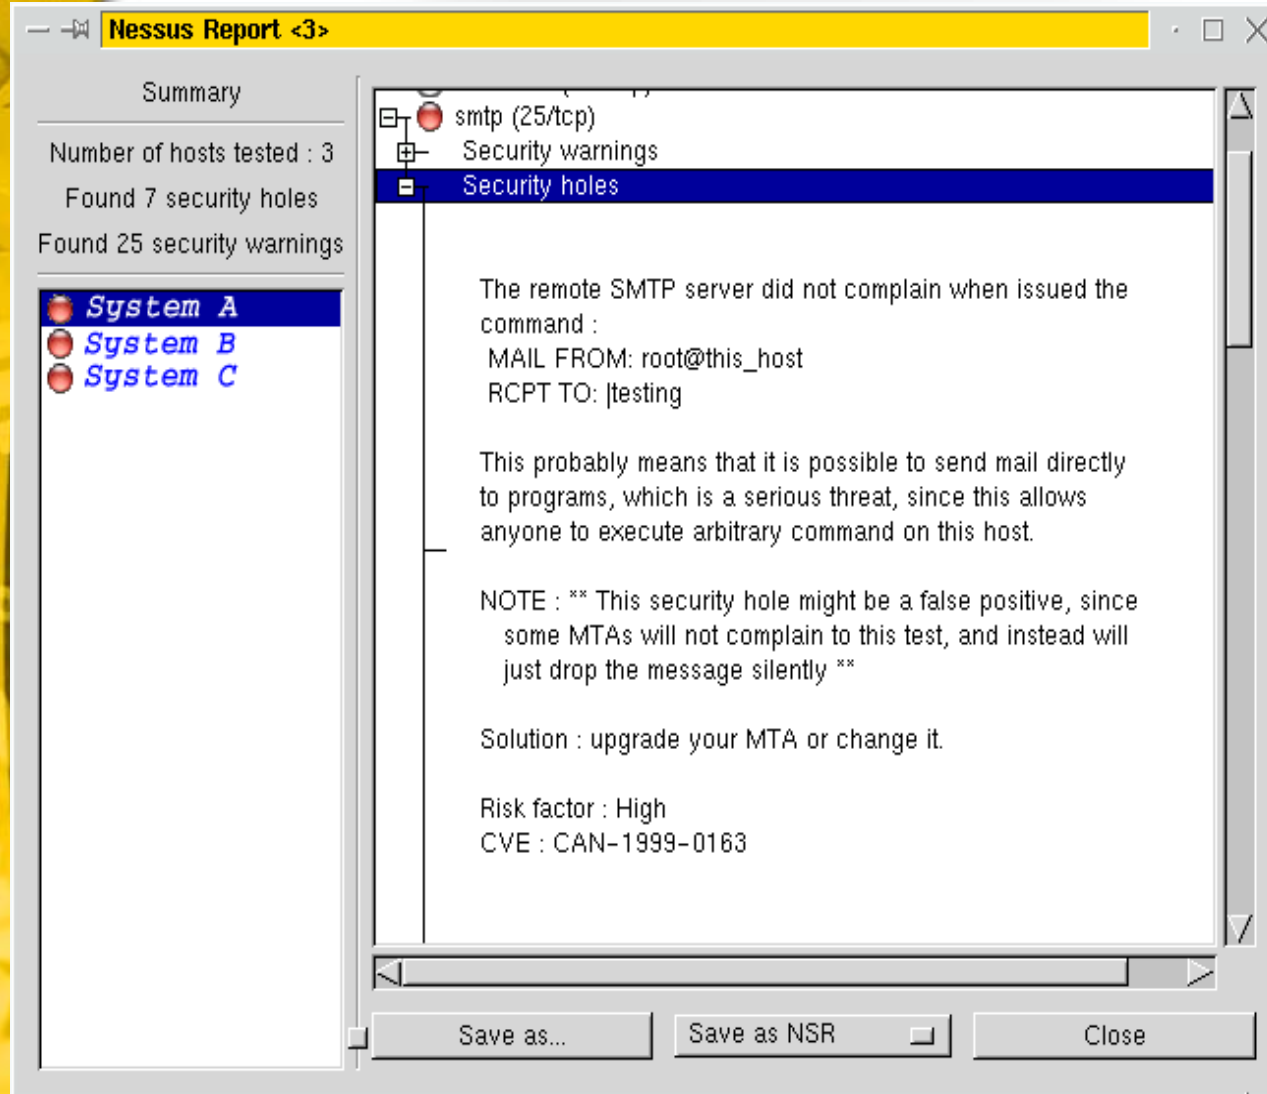 Nessus Report <3>
Summary
Number of hosts tested : 3
Found 7 security holes
Found 25 security warnings
System A
System B
System C
smtp (25/tcp)
Security warnings
Security holes
The remote SMTP server did not complain when issued the
command :
MAIL FROM: root@this_host
RCPT TO: |testing
This probably means that it is possible to send mail directly
to programs, which is a serious threat, since this allows
anyone to execute arbitrary command on this host.
NOTE : ** This security hole might be a false positive, since
some MTAs will not complain to this test, and instead will
just drop the message silently **
Solution : upgrade your MTA or change it.
Risk factor : High
CVE : CAN-1999-0163
Save as...
Save as NSR
Close